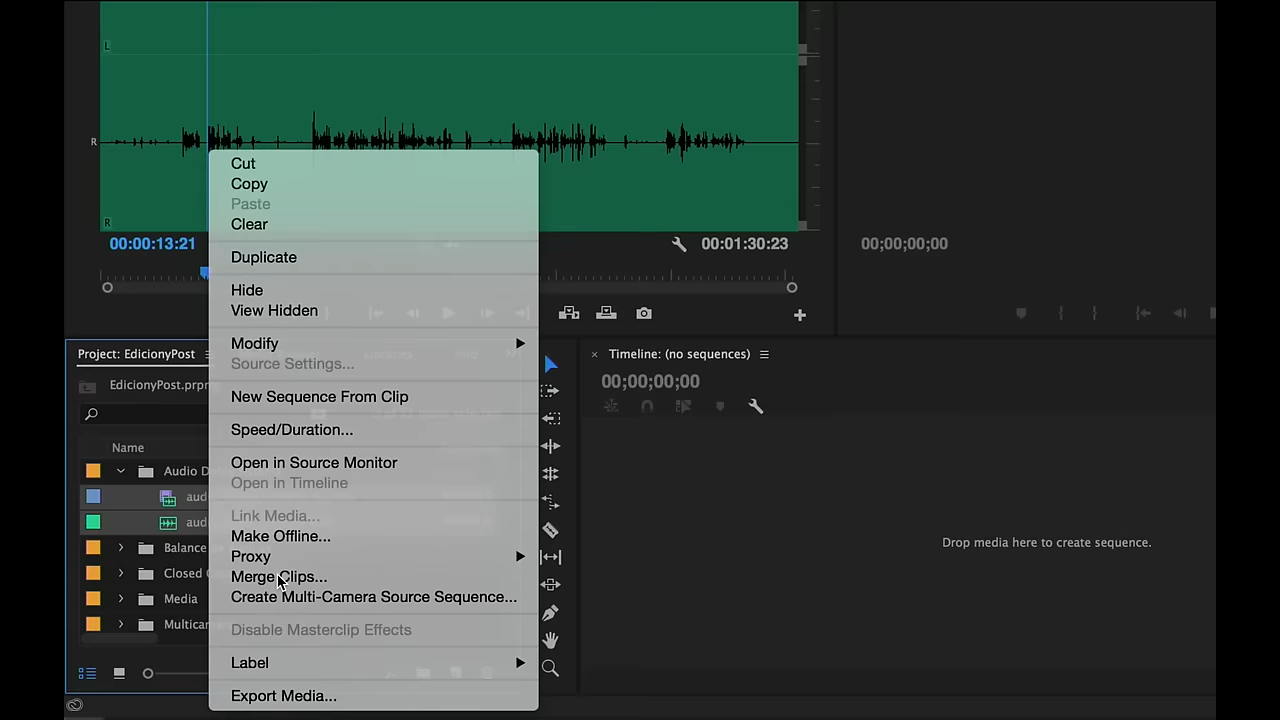 L
R
R
00:00:13:21
00:01:30:23
00;00;00;00
Cut
Copy
Paste
Clear
Duplicate
Hide
View Hidden
Modify
Source Settings...
New Sequence From Clip
Speed/Duration...
Open in Source Monitor
Open in Timeline
Link Media...
Make Offline...
Proxy
Merge Clips...
Create Multi-Camera Source Sequence...
Disable Masterclip Effects
Label
Export Media...
Project: EdicionyPost
EdicionyPost.prpr
Name
Audio D
aud
aud
Balance
Closed
Media
Multicam
Timeline: (no sequences)
00;00;00;00
Drop media here to create sequence.